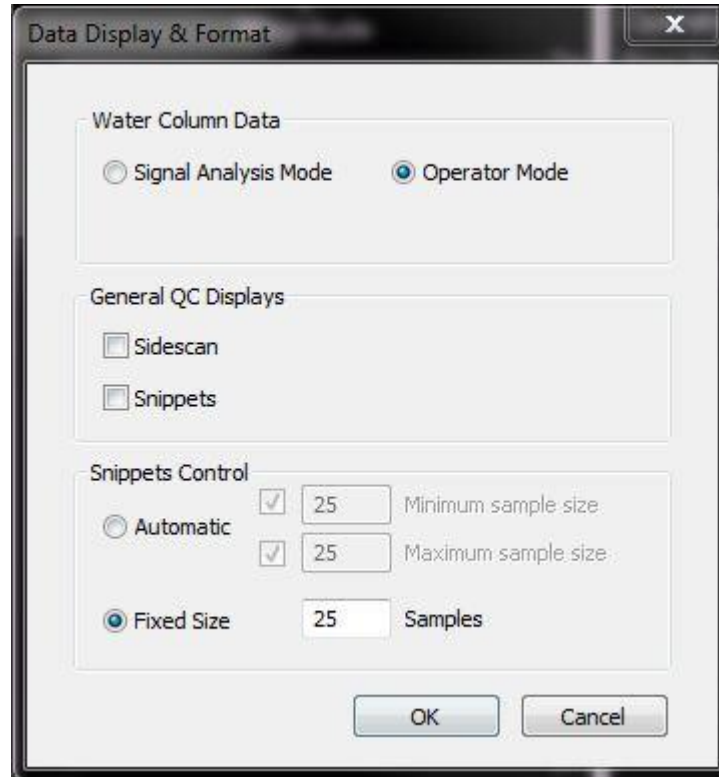 Data Display & Format
Water Column Data
Signal Analysis Mode Operator Mode
General QC Displays
Sidescan
Snippets
Snippets Control
25 Minimum sample size
Automatic
25 Maximum sample size
Fixed Size 25 Samples
OK Cancel